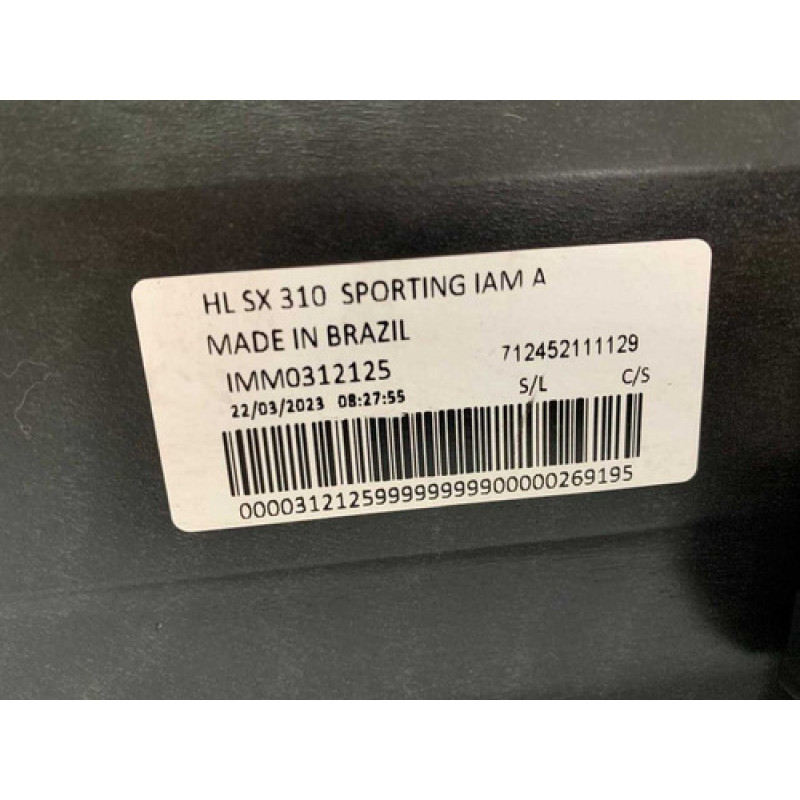 HL SX 310 SPORTING IAM A
MADE IN BRAZIL
IMM0312125
712452111129
22/03/2023 08:27:55
S/L C/S
0000312125999999999900000269195